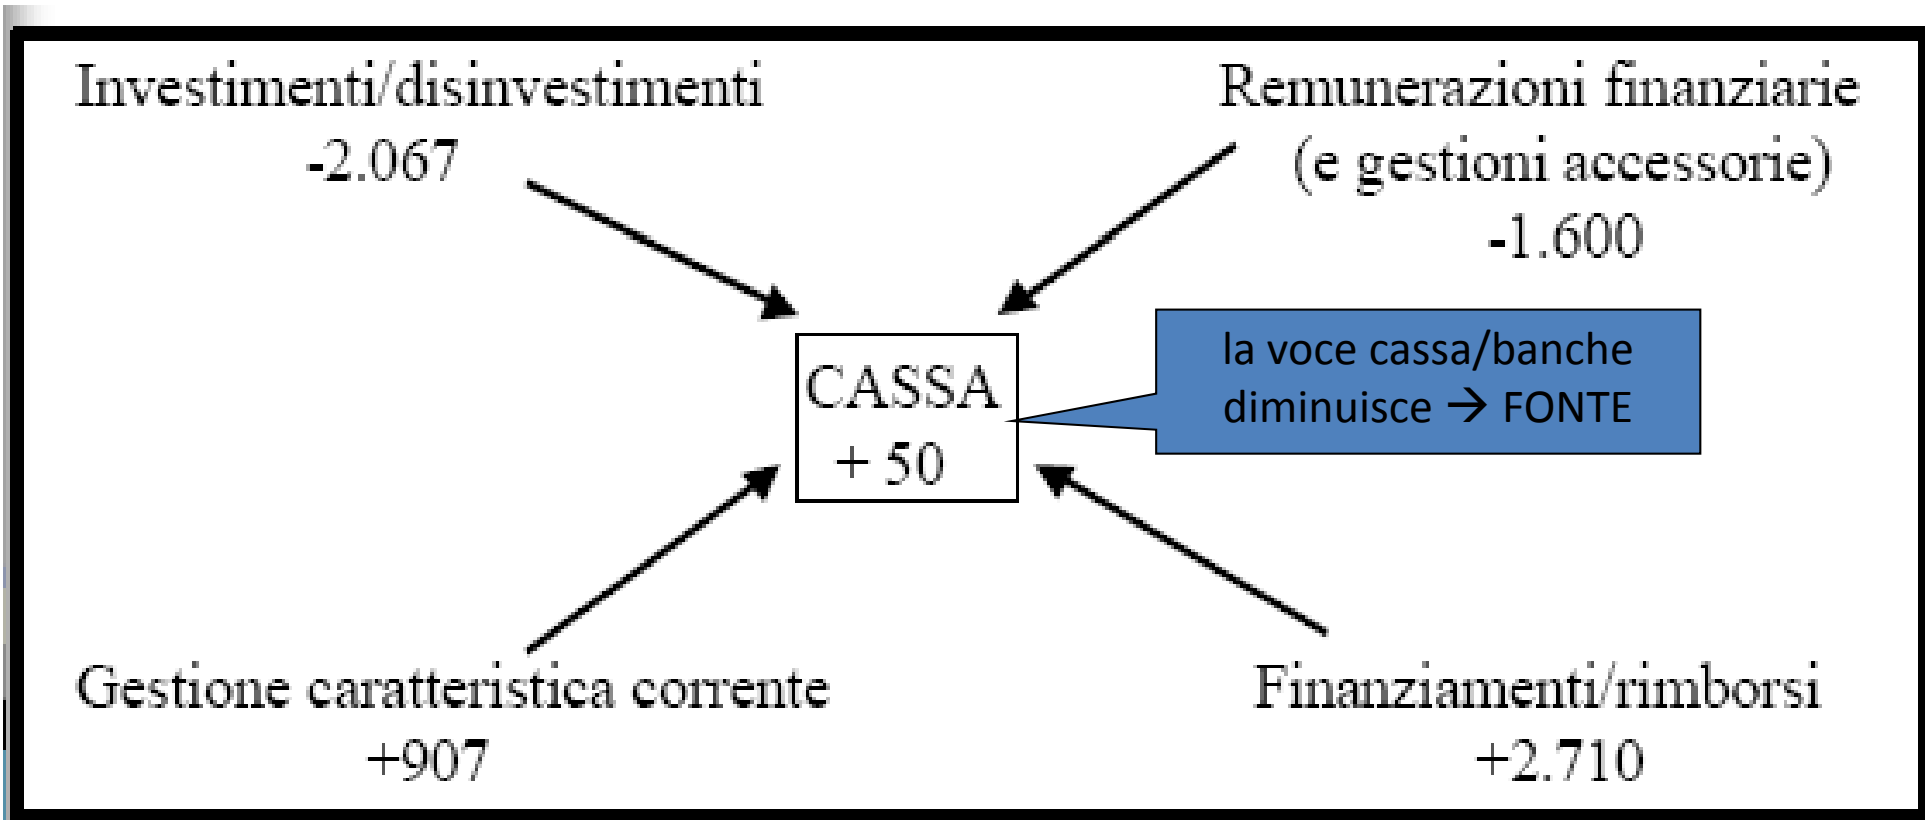 Investimenti/disinvestimenti
-2.067
Remunerazioni finanziarie
(e gestioni accessorie)
-1.600
CASSA
+ 50
la voce cassa/banche
diminuisce → FONTE
Gestione caratteristica corrente
+907
Finanziamenti/rimborsi
+2.710